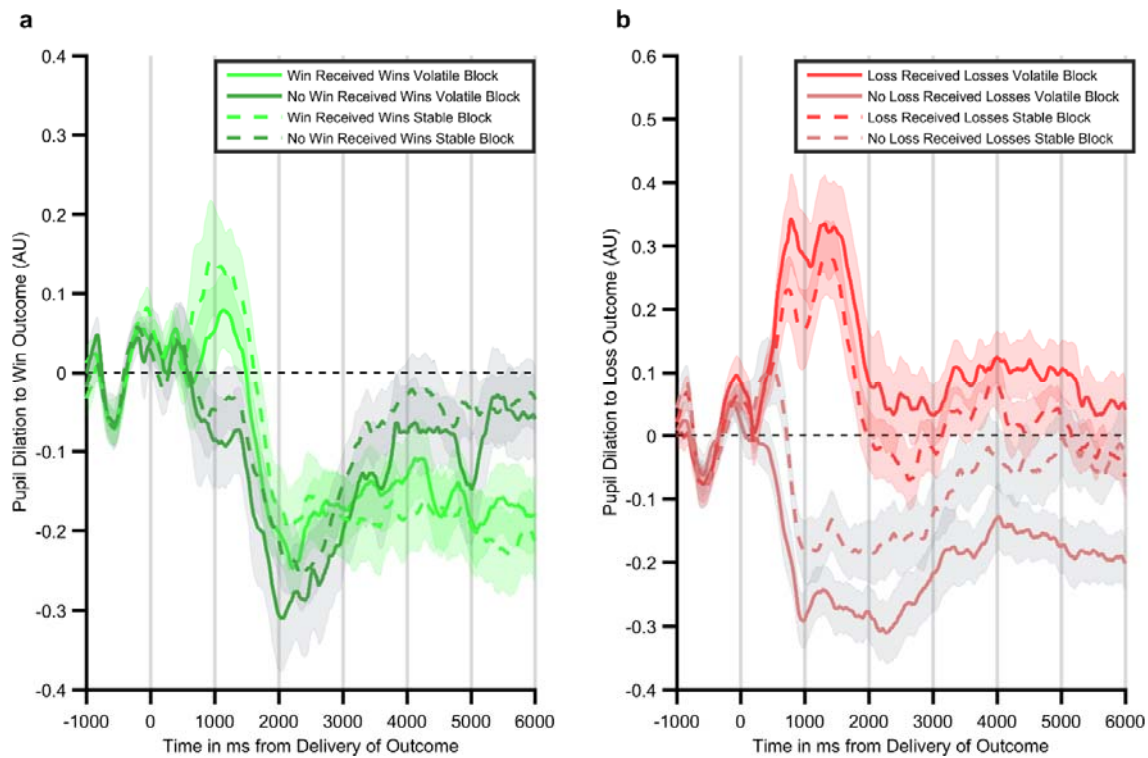 a
Pupil Dilation to Win Outcome (AU)
0.4
0.3
0.2
0.1
0
-0.1
-0.2
-0.3
-0.4
Win Received Wins Volatile Block
No Win Received Wins Volatile Block
Win Received Wins Stable Block
No Win Received Wins Stable Block
-1000 0 1000 2000 3000 4000 5000 6000
Time in ms from Delivery of Outcome
b
Pupil Dilation to Loss Outcome (AU)
0.6
0.5
0.4
0.3
0.2
0.1
0
-0.1
-0.2
-0.3
-0.4
Loss Received Losses Volatile Block
No Loss Received Losses Volatile Block
Loss Received Losses Stable Block
No Loss Received Losses Stable Block
-1000 0 1000 2000 3000 4000 5000 6000
Time in ms from Delivery of Outcome